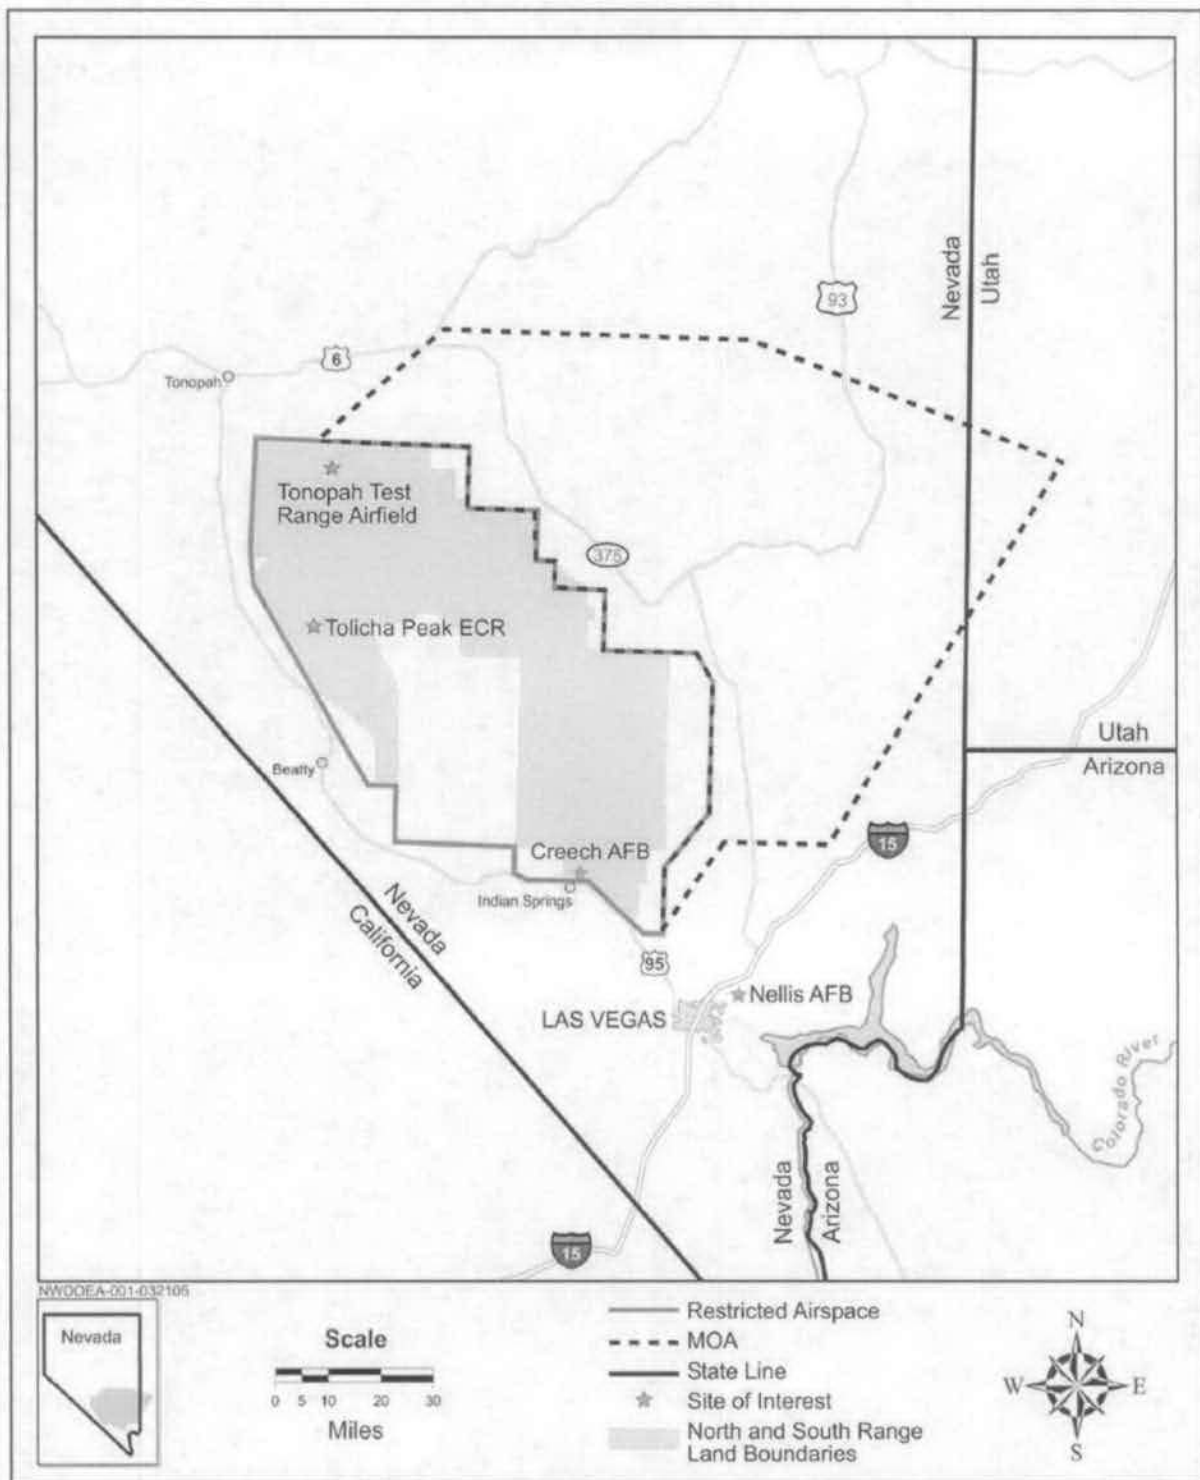 93
Nevada
Utah
6
Tonopah
Tonopah Test
Range Airfield
375
Tolicha Peak ECR
Utah
Arizona
Beatty
15
Creech AFB
Indian Springs
Nevada
California
95
Nellis AFB
LAS VEGAS
Colorado River
Nevada
Arizona
15
NWDOEA-001-032105
Nevada
Scale
0 5 10 20 30
Miles
Restricted Airspace
MOA
State Line
Site of Interest
North and South Range
Land Boundaries
N
W E
S